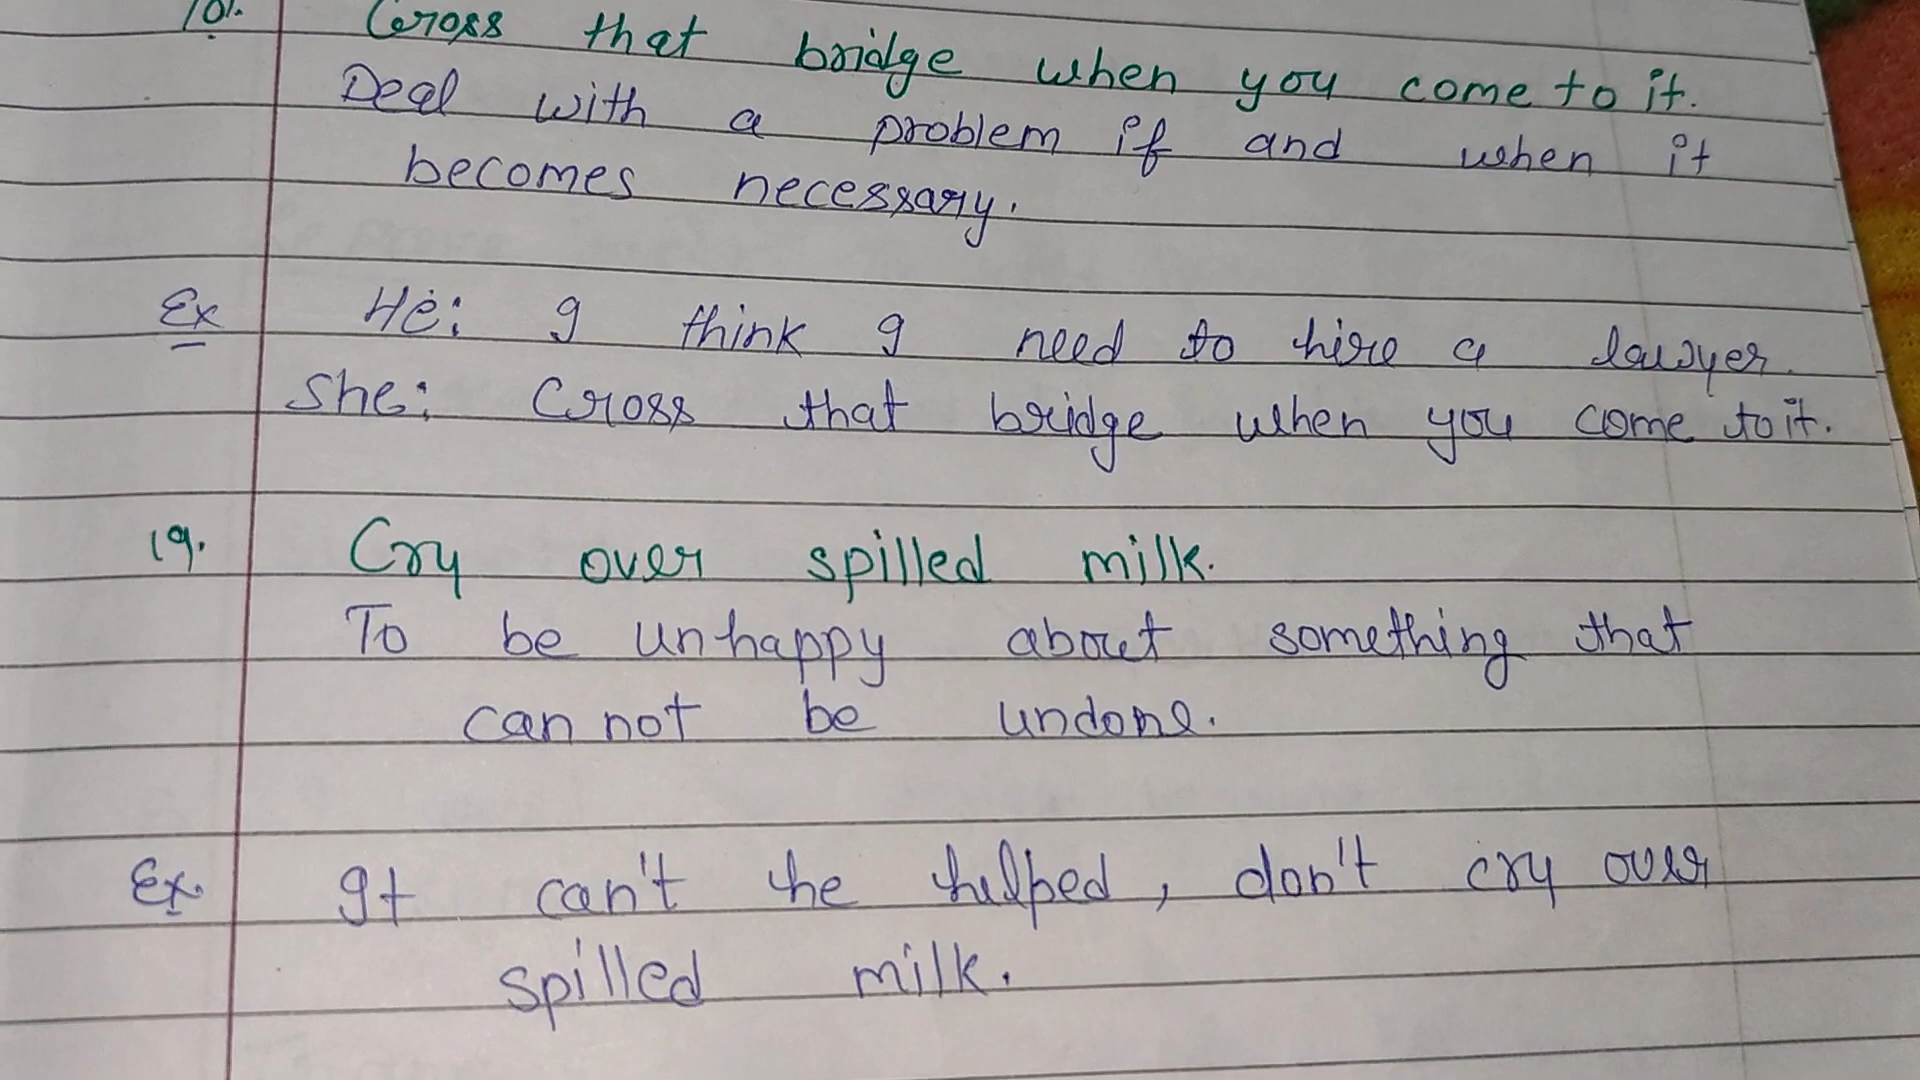 Cross that bridge when you come to it.
Deal with a problem if and when it
becomes necessary.
Ex He: I think I need to hire a lawyer.
She: Cross that bridge when you come to it.
19. Cry over spilled milk.
To be unhappy about something that
can not be undone.
Ex. It can't be helped, don't cry over
spilled milk.